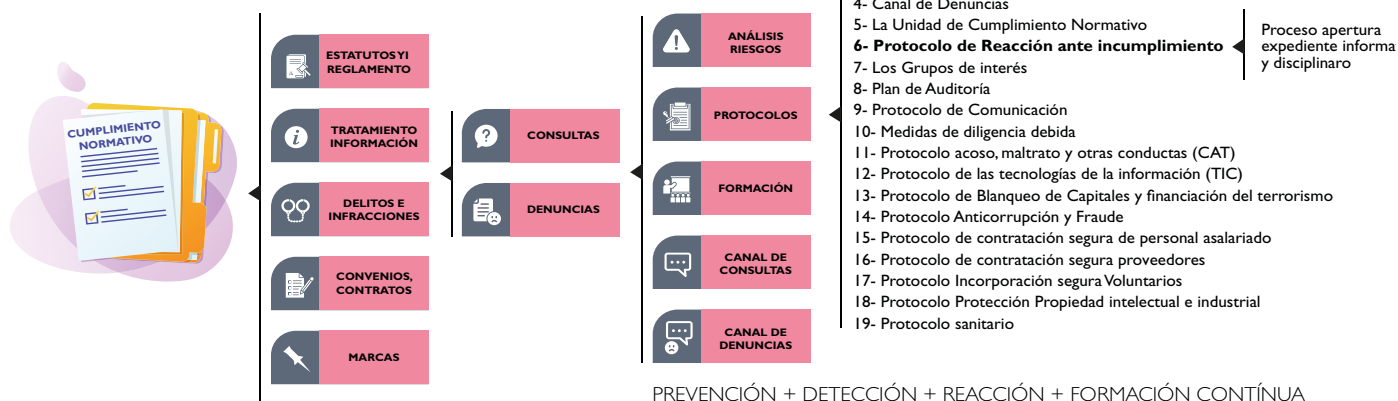 CUMPLIMIENTO
NORMATIVO
ESTATUTOS YI
REGLAMENTO
TRATAMIENTO
INFORMACIÓN
DELITOS E
INFRACCIONES
CONVENIOS,
CONTRATOS
MARCAS
CONSULTAS
DENUNCIAS
ANÁLISIS
RIESGOS
PROTOCOLOS
FORMACIÓN
CANAL DE
CONSULTAS
CANAL DE
DENUNCIAS
4- Canal de Denuncias
5- La Unidad de Cumplimiento Normativo
6- Protocolo de Reacción ante incumplimiento
7- Los Grupos de interés
8- Plan de Auditoría
9- Protocolo de Comunicación
10- Medidas de diligencia debida
11- Protocolo acoso, maltrato y otras conductas (CAT)
12- Protocolo de las tecnologías de la información (TIC)
13- Protocolo de Blanqueo de Capitales y financiación del terrorismo
14- Protocolo Anticorrupción y Fraude
15- Protocolo de contratación segura de personal asalariado
16- Protocolo de contratación segura proveedores
17- Protocolo Incorporación segura Voluntarios
18- Protocolo Protección Propiedad intelectual e industrial
19- Protocolo sanitario
Proceso apertura
expediente informa
y disciplinaro
PREVENCIÓN + DETECCIÓN + REACCIÓN + FORMACIÓN CONTÍNUA